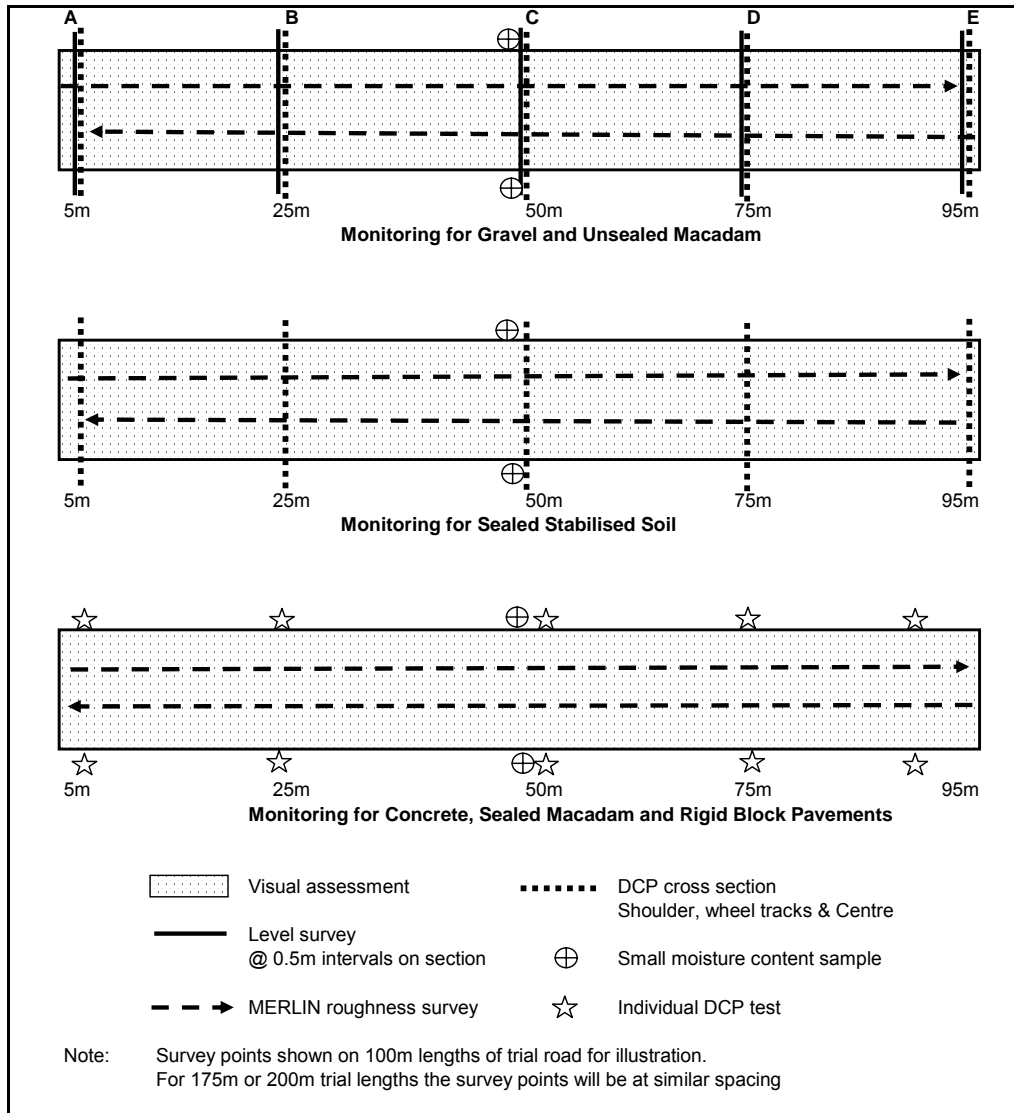 A B C D E
5m 25m 50m 75m 95m
Monitoring for Gravel and Unsealed Macadam
5m 25m 50m 75m 95m
Monitoring for Sealed Stabilised Soil
5m 25m 50m 75m 95m
Monitoring for Concrete, Sealed Macadam and Rigid Block Pavements
Visual assessment
DCP cross section
Shoulder, wheel tracks & Centre
Level survey
@ 0.5m intervals on section
Small moisture content sample
MERLIN roughness survey
Individual DCP test
Note: Survey points shown on 100m lengths of trial road for illustration.
For 175m or 200m trial lengths the survey points will be at similar spacing